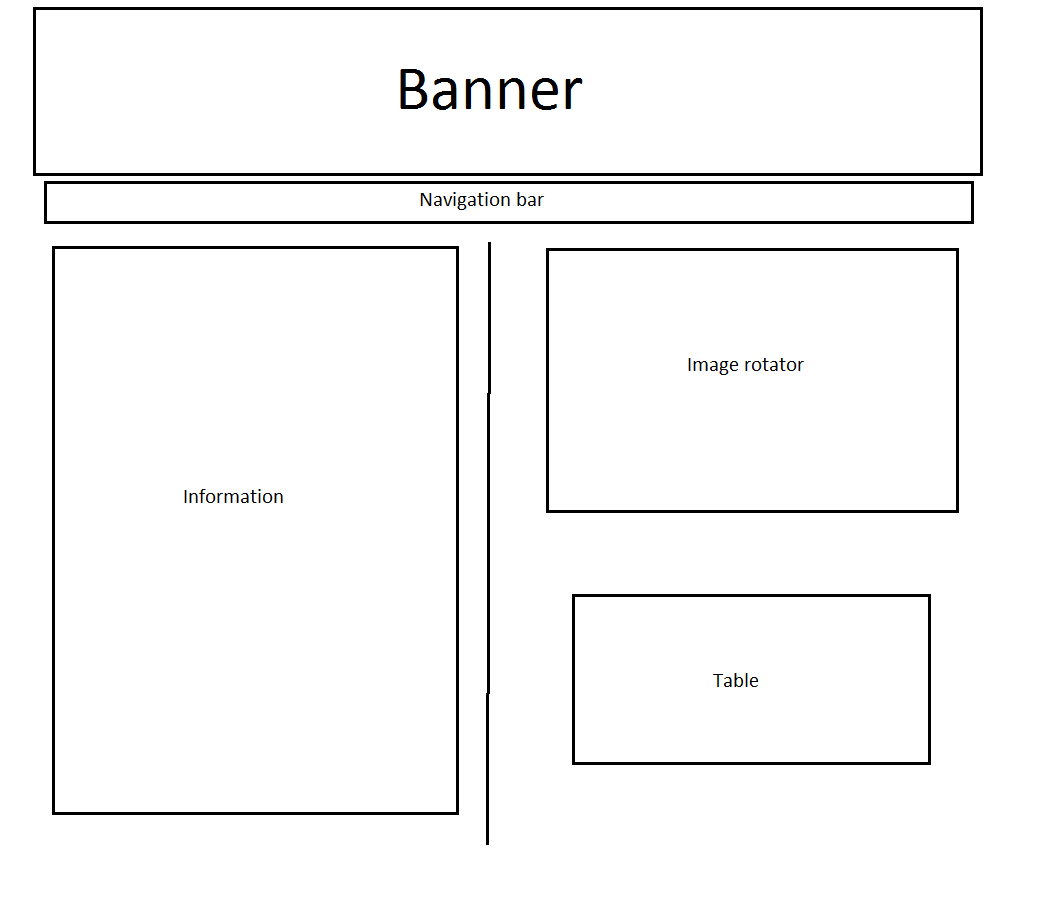 Banner
Navigation bar
Image rotator
Information
Table